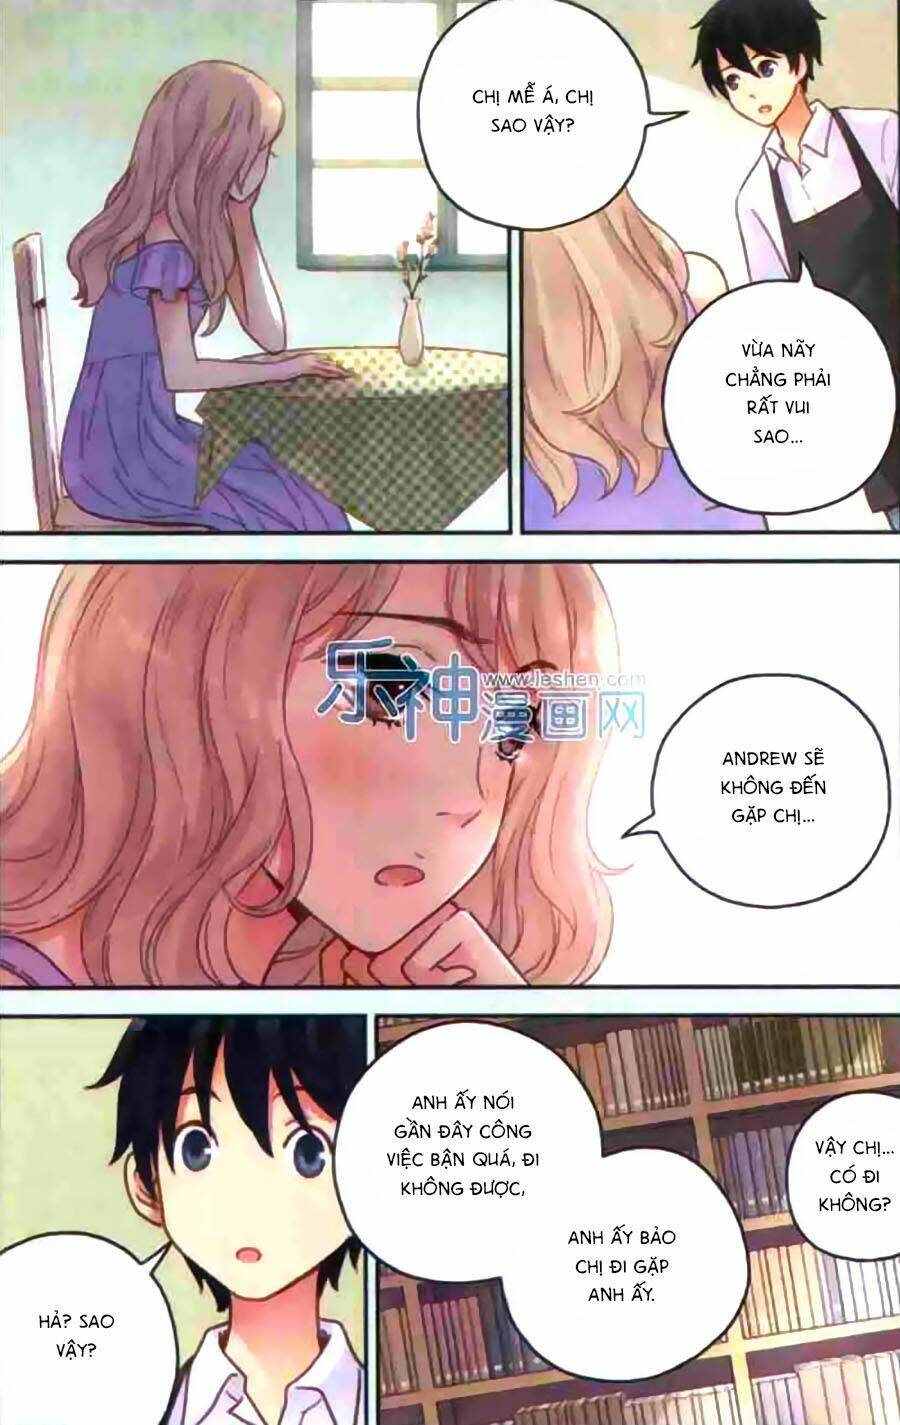 CHỊ MỄ Á, CHỊ
SAO VẬY?
VỪA NÃY
CHẲNG PHẢI
RẤT VUI
SAO...
乐神漫画网
www.leshen.com
ANDREW SẼ
KHÔNG ĐẾN
GẶP CHỊ...
HẢ? SAO
VẬY?
ANH ẤY NÓI
GẦN ĐÂY CÔNG
VIỆC BẬN QUÁ, ĐI
KHÔNG ĐƯỢC,
ANH ẤY BẢO
CHỊ ĐI GẶP
ANH ẤY.
VẬY CHỊ...
CÓ ĐI
KHÔNG?